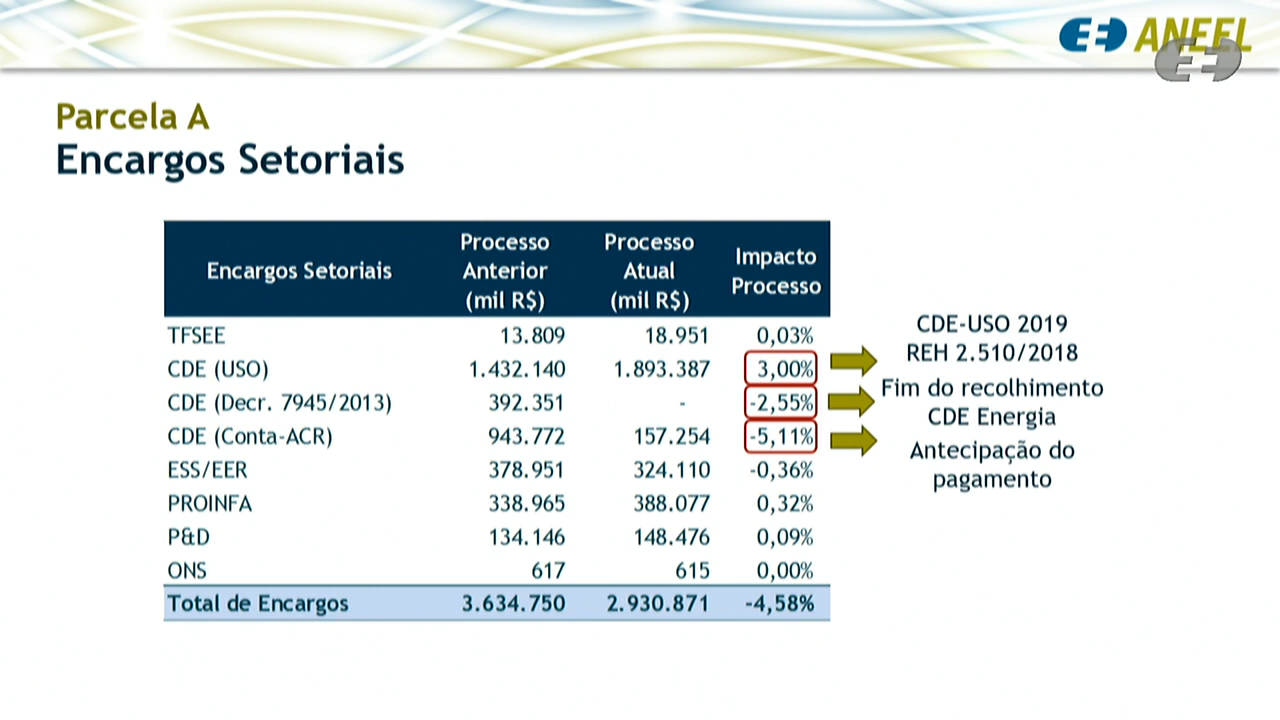 ANEEL
Parcela A
Encargos Setoriais
Encargos Setoriais Processo Anterior (mil R$) Processo Atual (mil R$) Impacto Processo
TFSEE 13.809 18.951 0,03%
CDE (USO) 1.432.140 1.893.387 3,00%
CDE (Decr. 7945/2013) 392.351 - -2,55%
CDE (Conta-ACR) 943.772 157.254 -5,11%
ESS/EER 378.951 324.110 -0,36%
PROINFA 338.965 388.077 0,32%
P&D 134.146 148.476 0,09%
ONS 617 615 0,00%
Total de Encargos 3.634.750 2.930.871 -4,58%
CDE-USO 2019
REH 2.510/2018
Fim do recolhimento
CDE Energia
Antecipação do
pagamento